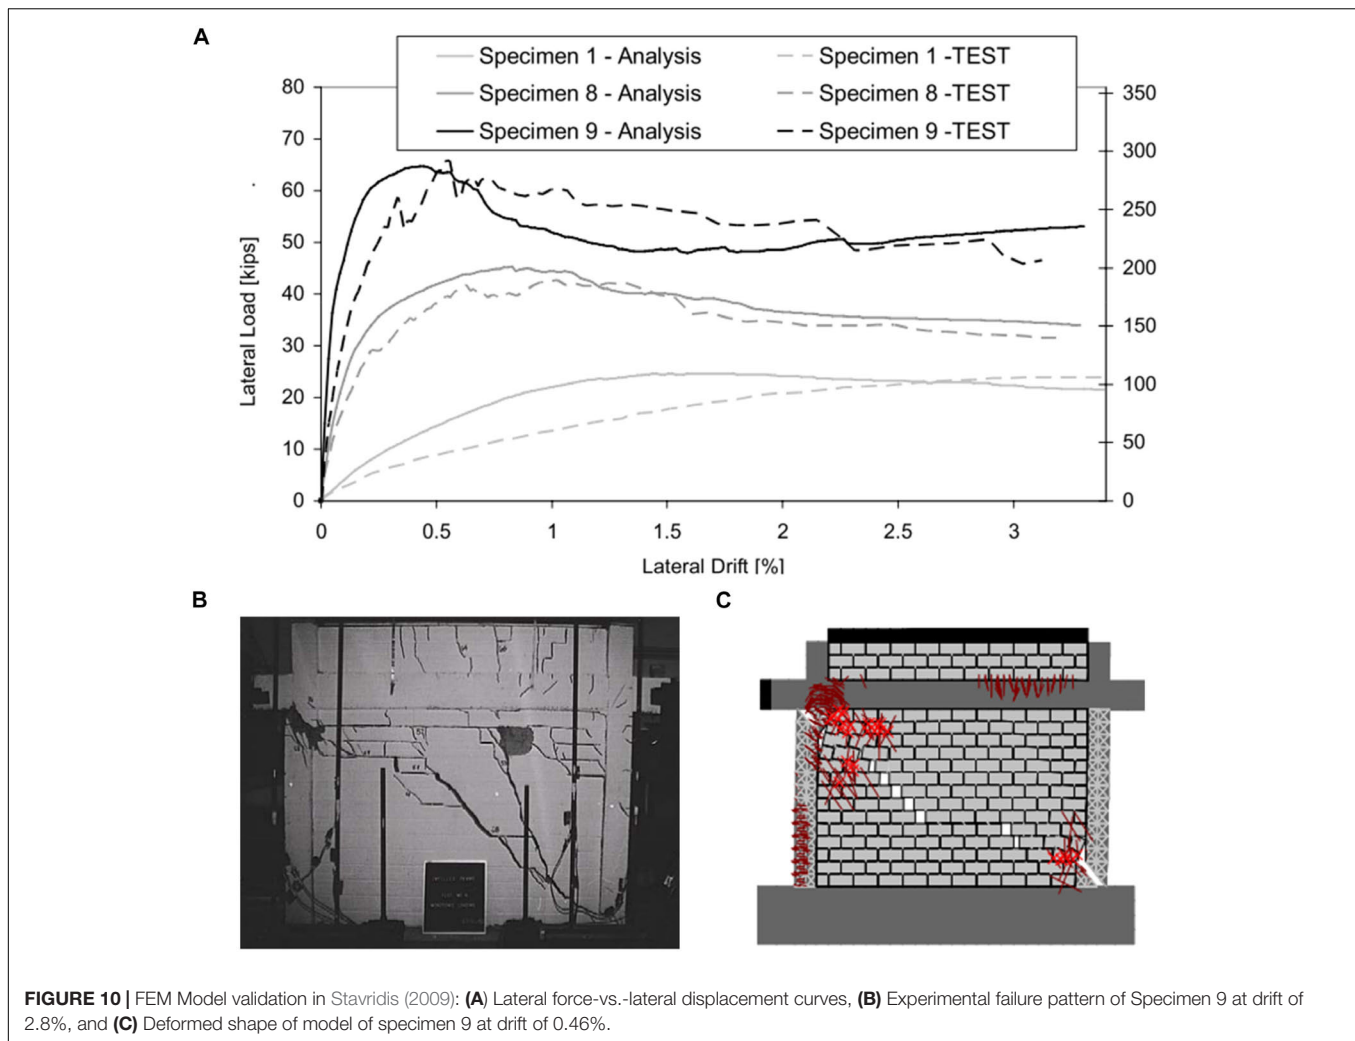 A
Specimen 1 - Analysis Specimen 1 -TEST
Specimen 8 - Analysis Specimen 8 -TEST
Specimen 9 - Analysis Specimen 9 -TEST
80 350
70 300
60 250
50 200
40 150
30 100
20 50
10 0
0
Lateral Load [kips]
0 0.5 1 1.5 2 2.5 3
Lateral Drift [%]
B C
FIGURE 10 | FEM Model validation in Stavridis (2009): (A) Lateral force-vs.-lateral displacement curves, (B) Experimental failure pattern of Specimen 9 at drift of
2.8%, and (C) Deformed shape of model of specimen 9 at drift of 0.46%.